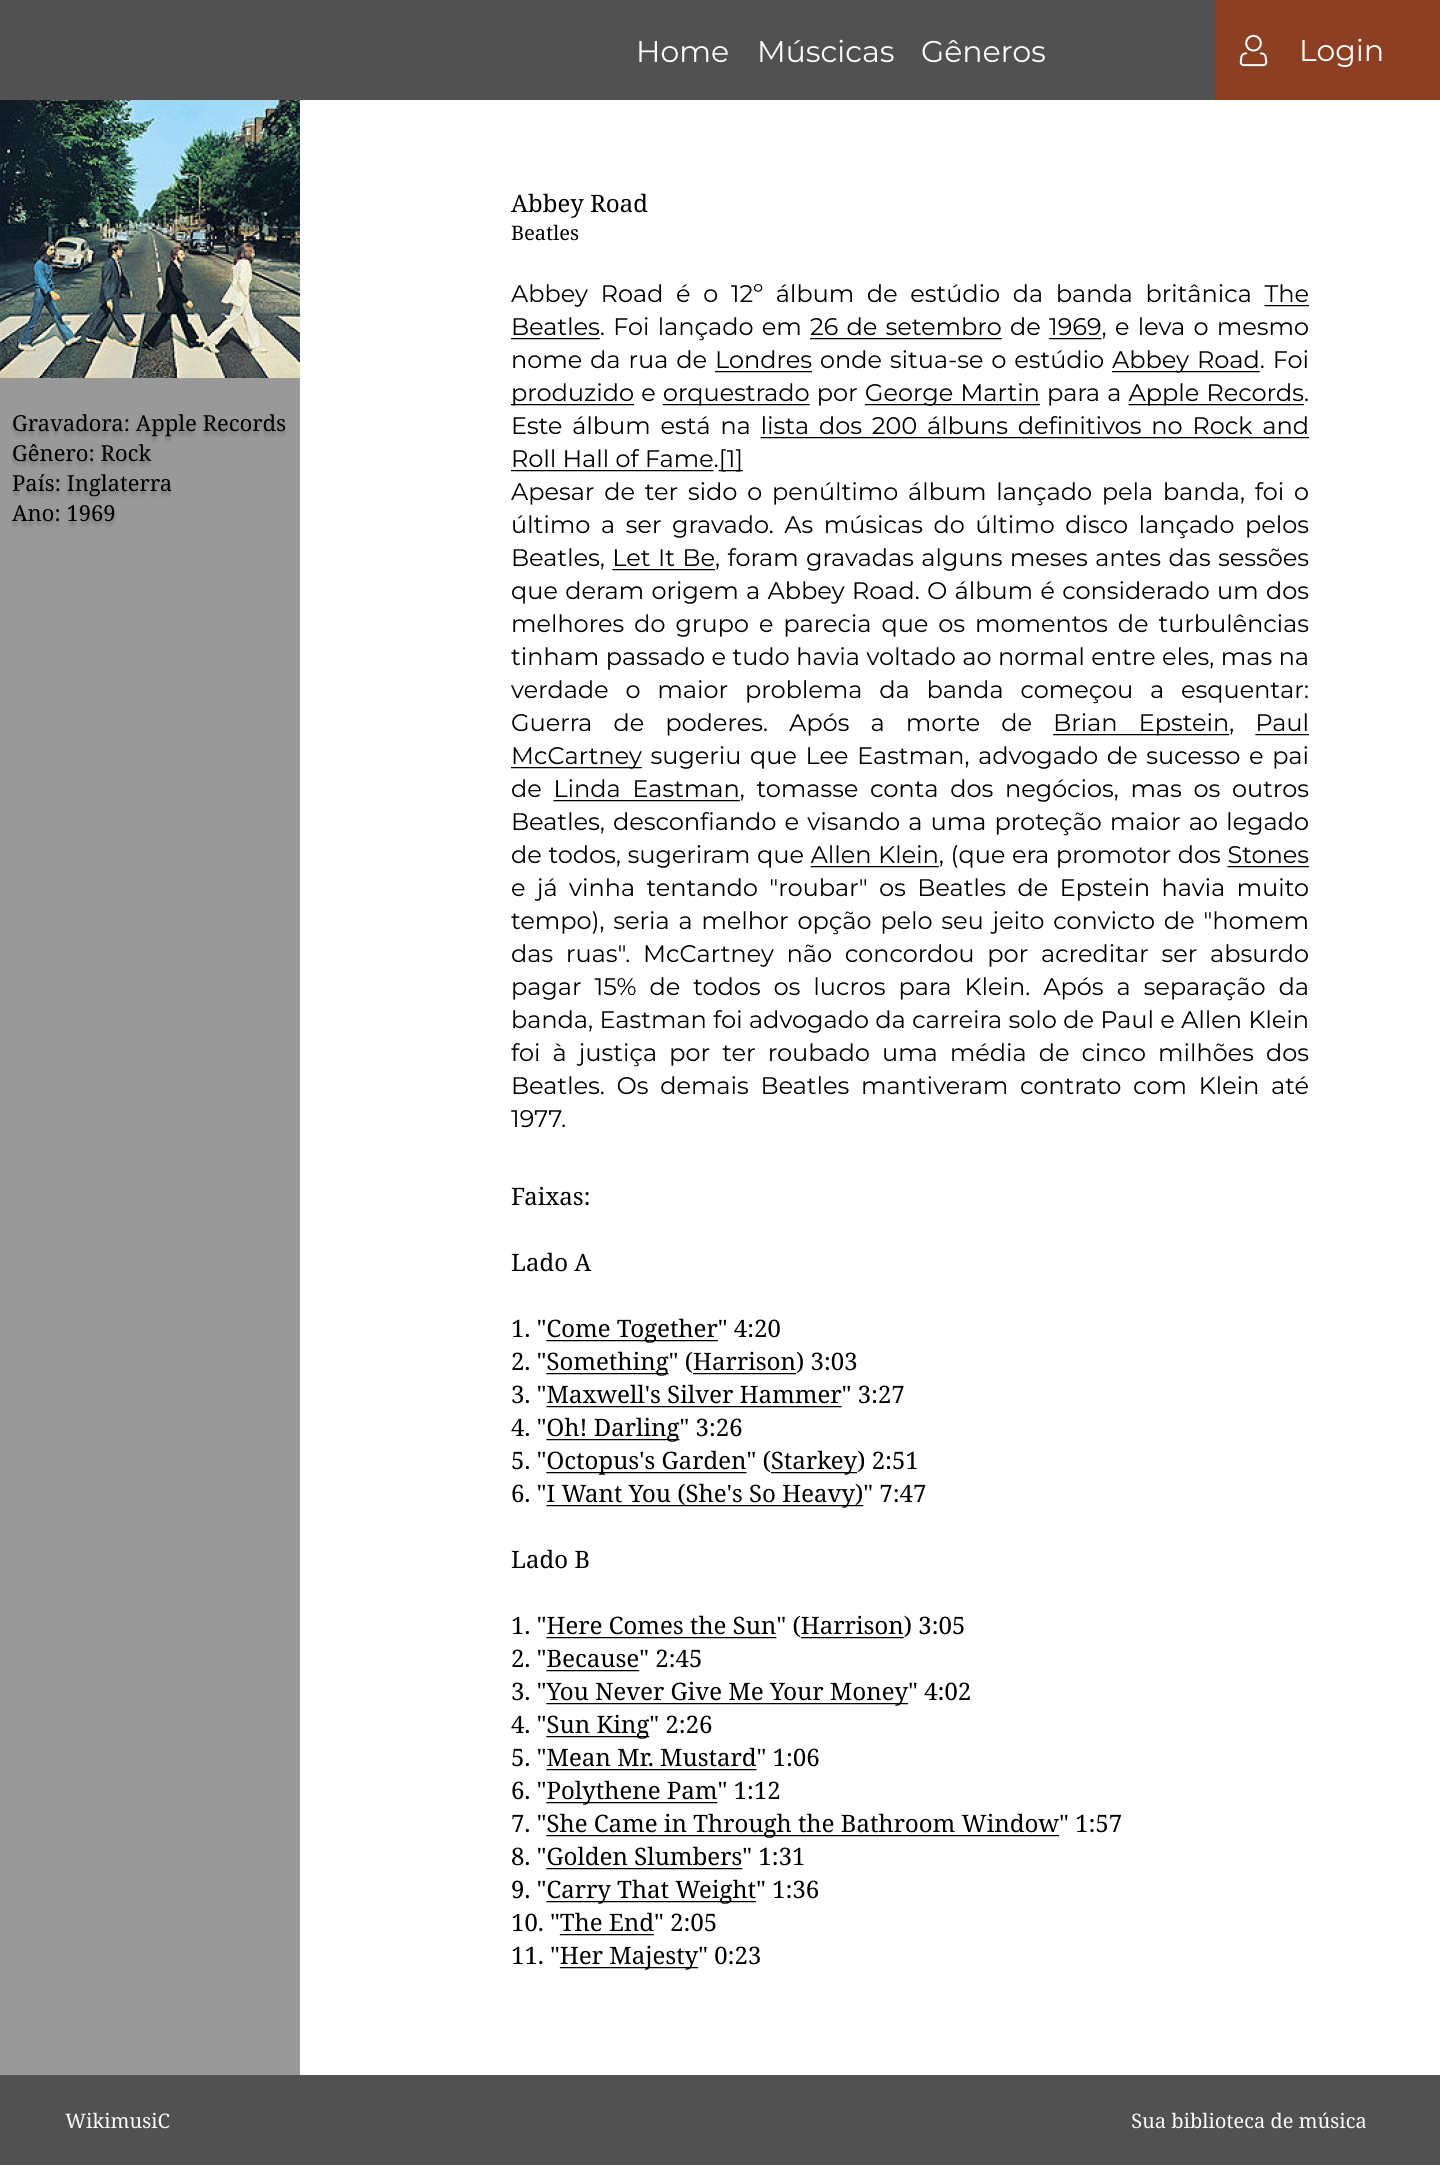 Home Múscicas Gêneros Login
Gravadora: Apple Records
Gênero: Rock
País: Inglaterra
Ano: 1969
Abbey Road
Beatles
Abbey Road é o 12º álbum de estúdio da banda britânica The
Beatles. Foi lançado em 26 de setembro de 1969, e leva o mesmo
nome da rua de Londres onde situa-se o estúdio Abbey Road. Foi
produzido e orquestrado por George Martin para a Apple Records.
Este álbum está na lista dos 200 álbuns definitivos no Rock and
Roll Hall of Fame.[1]
Apesar de ter sido o penúltimo álbum lançado pela banda, foi o
último a ser gravado. As músicas do último disco lançado pelos
Beatles, Let It Be, foram gravadas alguns meses antes das sessões
que deram origem a Abbey Road. O álbum é considerado um dos
melhores do grupo e parecia que os momentos de turbulências
tinham passado e tudo havia voltado ao normal entre eles, mas na
verdade o maior problema da banda começou a esquentar:
Guerra de poderes. Após a morte de Brian Epstein, Paul
McCartney sugeriu que Lee Eastman, advogado de sucesso e pai
de Linda Eastman, tomasse conta dos negócios, mas os outros
Beatles, desconfiando e visando a uma proteção maior ao legado
de todos, sugeriram que Allen Klein, (que era promotor dos Stones
e já vinha tentando "roubar" os Beatles de Epstein havia muito
tempo), seria a melhor opção pelo seu jeito convicto de "homem
das ruas". McCartney não concordou por acreditar ser absurdo
pagar 15% de todos os lucros para Klein. Após a separação da
banda, Eastman foi advogado da carreira solo de Paul e Allen Klein
foi à justiça por ter roubado uma média de cinco milhões dos
Beatles. Os demais Beatles mantiveram contrato com Klein até
1977.
Faixas:
Lado A
1. "Come Together" 4:20
2. "Something" (Harrison) 3:03
3. "Maxwell's Silver Hammer" 3:27
4. "Oh! Darling" 3:26
5. "Octopus's Garden" (Starkey) 2:51
6. "I Want You (She's So Heavy)" 7:47
Lado B
1. "Here Comes the Sun" (Harrison) 3:05
2. "Because" 2:45
3. "You Never Give Me Your Money" 4:02
4. "Sun King" 2:26
5. "Mean Mr. Mustard" 1:06
6. "Polythene Pam" 1:12
7. "She Came in Through the Bathroom Window" 1:57
8. "Golden Slumbers" 1:31
9. "Carry That Weight" 1:36
10. "The End" 2:05
11. "Her Majesty" 0:23
WikimusiC Sua biblioteca de música